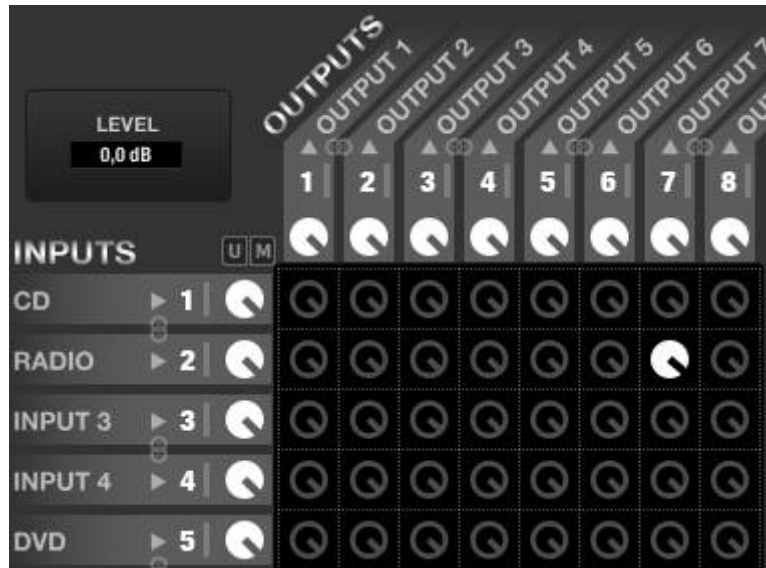 OUTPUTS
OUTPUT 1
OUTPUT 2
OUTPUT 3
OUTPUT 4
OUTPUT 5
OUTPUT 6
OUTPUT 7
LEVEL
0,0 dB
1 2 3 4 5 6 7 8
INPUTS U M
CD 1
RADIO 2
INPUT 3 3
INPUT 4 4
DVD 5